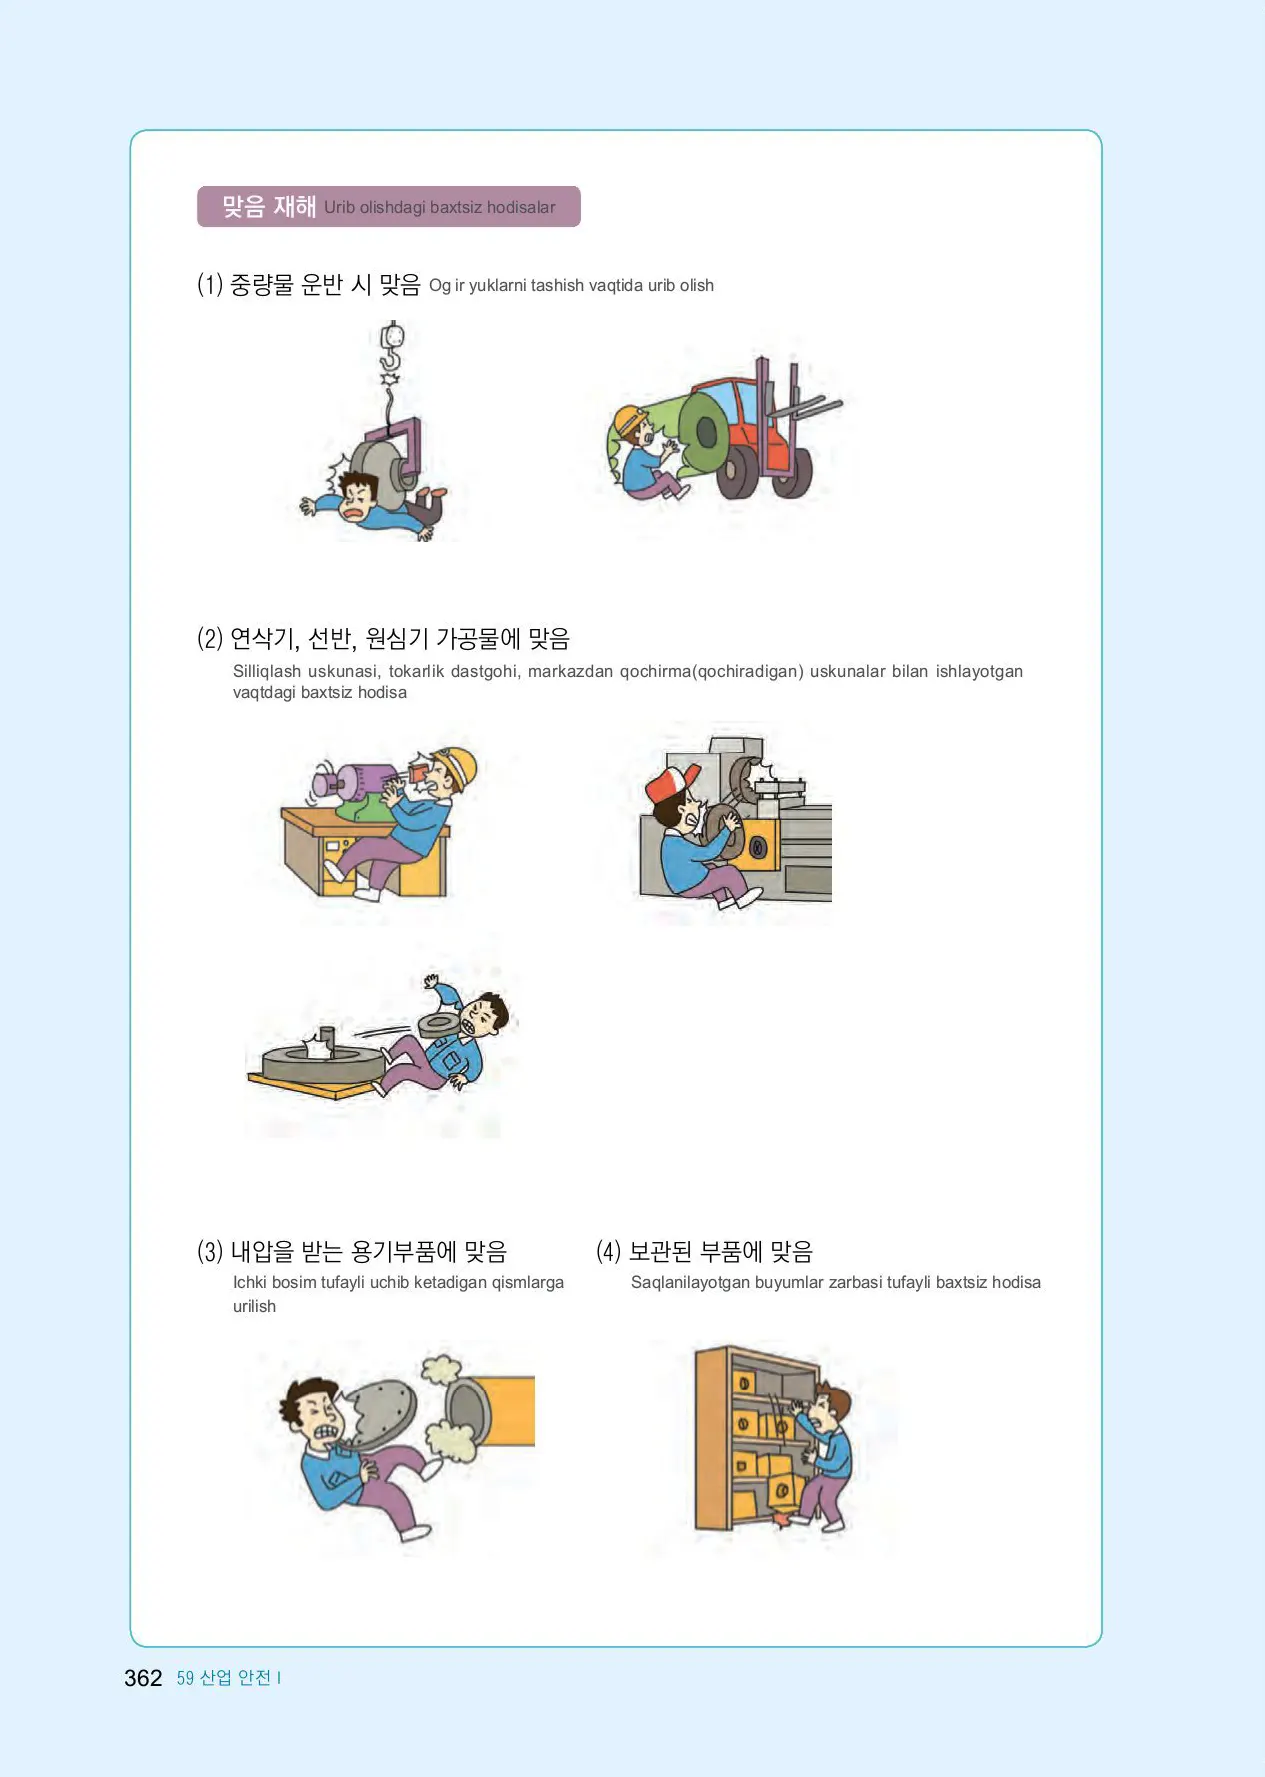 맞음 재해 Urib olishdagi baxtsiz hodisalar
(1) 중량물 운반 시 맞음 Og ir yuklarni tashish vaqtida urib olish
(2) 연삭기, 선반, 원심기 가공물에 맞음
Silliqlash uskunasi, tokarlik dastgohi, markazdan qochirma(qochiradigan) uskunalar bilan ishlayotgan
vaqtdagi baxtsiz hodisa
(3) 내압을 받는 용기부품에 맞음
Ichki bosim tufayli uchib ketadigan qismlarga
urilish
(4) 보관된 부품에 맞음
Saqlanilayotgan buyumlar zarbasi tufayli baxtsiz hodisa
362 59 산업 안전 I